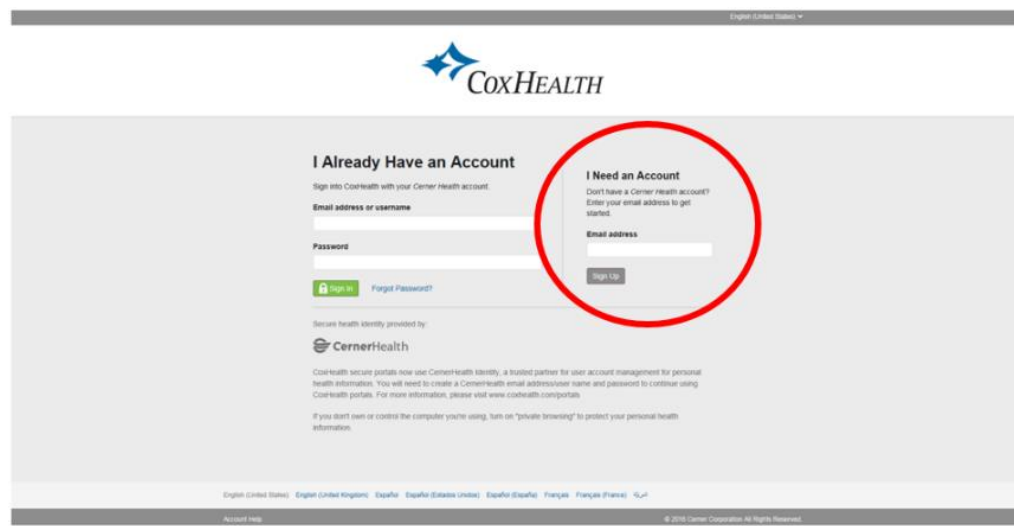 English (United States)
CoxHealth
I Already Have an Account
Sign into CoxHealth with your Cerner Health account.
Email address or username
Password
Sign In Forgot Password?
I Need an Account
Don't have a Cerner Health account?
Enter your email address to get
started.
Email address
Sign Up
Secure health identity provided by:
CernerHealth
CoxHealth secure portals now use CernerHealth Identity, a trusted partner for user account management for personal
health information. You will need to create a CernerHealth email address/user name and password to continue using
CoxHealth portals. For more information, please visit www.coxhealth.com/portals
If you don't own or control the computer you're using, turn on "private browsing" to protect your personal health
information.
English (United States) English (United Kingdom) Español Español (Estados Unidos) Español (España) Français Français (France) عربية
Account Help © 2016 Cerner Corporation All Rights Reserved.